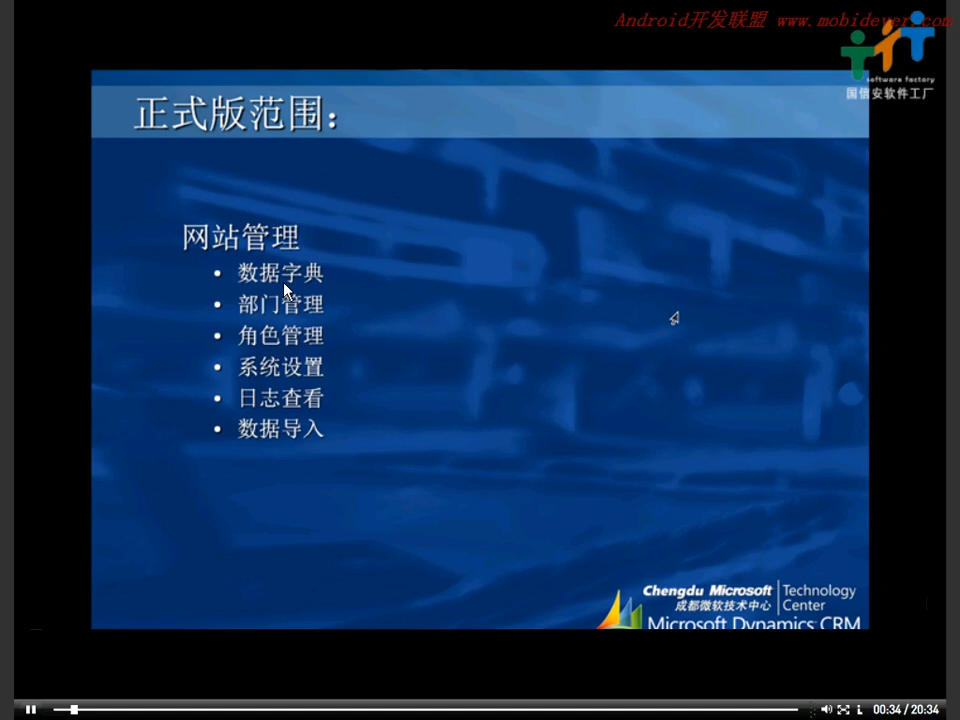 Android开发联盟 www.mobidever.com
software factory
国信安软件工厂
正式版范围：
网站管理
• 数据字典
• 部门管理
• 角色管理
• 系统设置
• 日志查看
• 数据导入
Chengdu Microsoft Technology
成都微软技术中心 Center
Microsoft Dynamics CRM
00:34 / 20:34